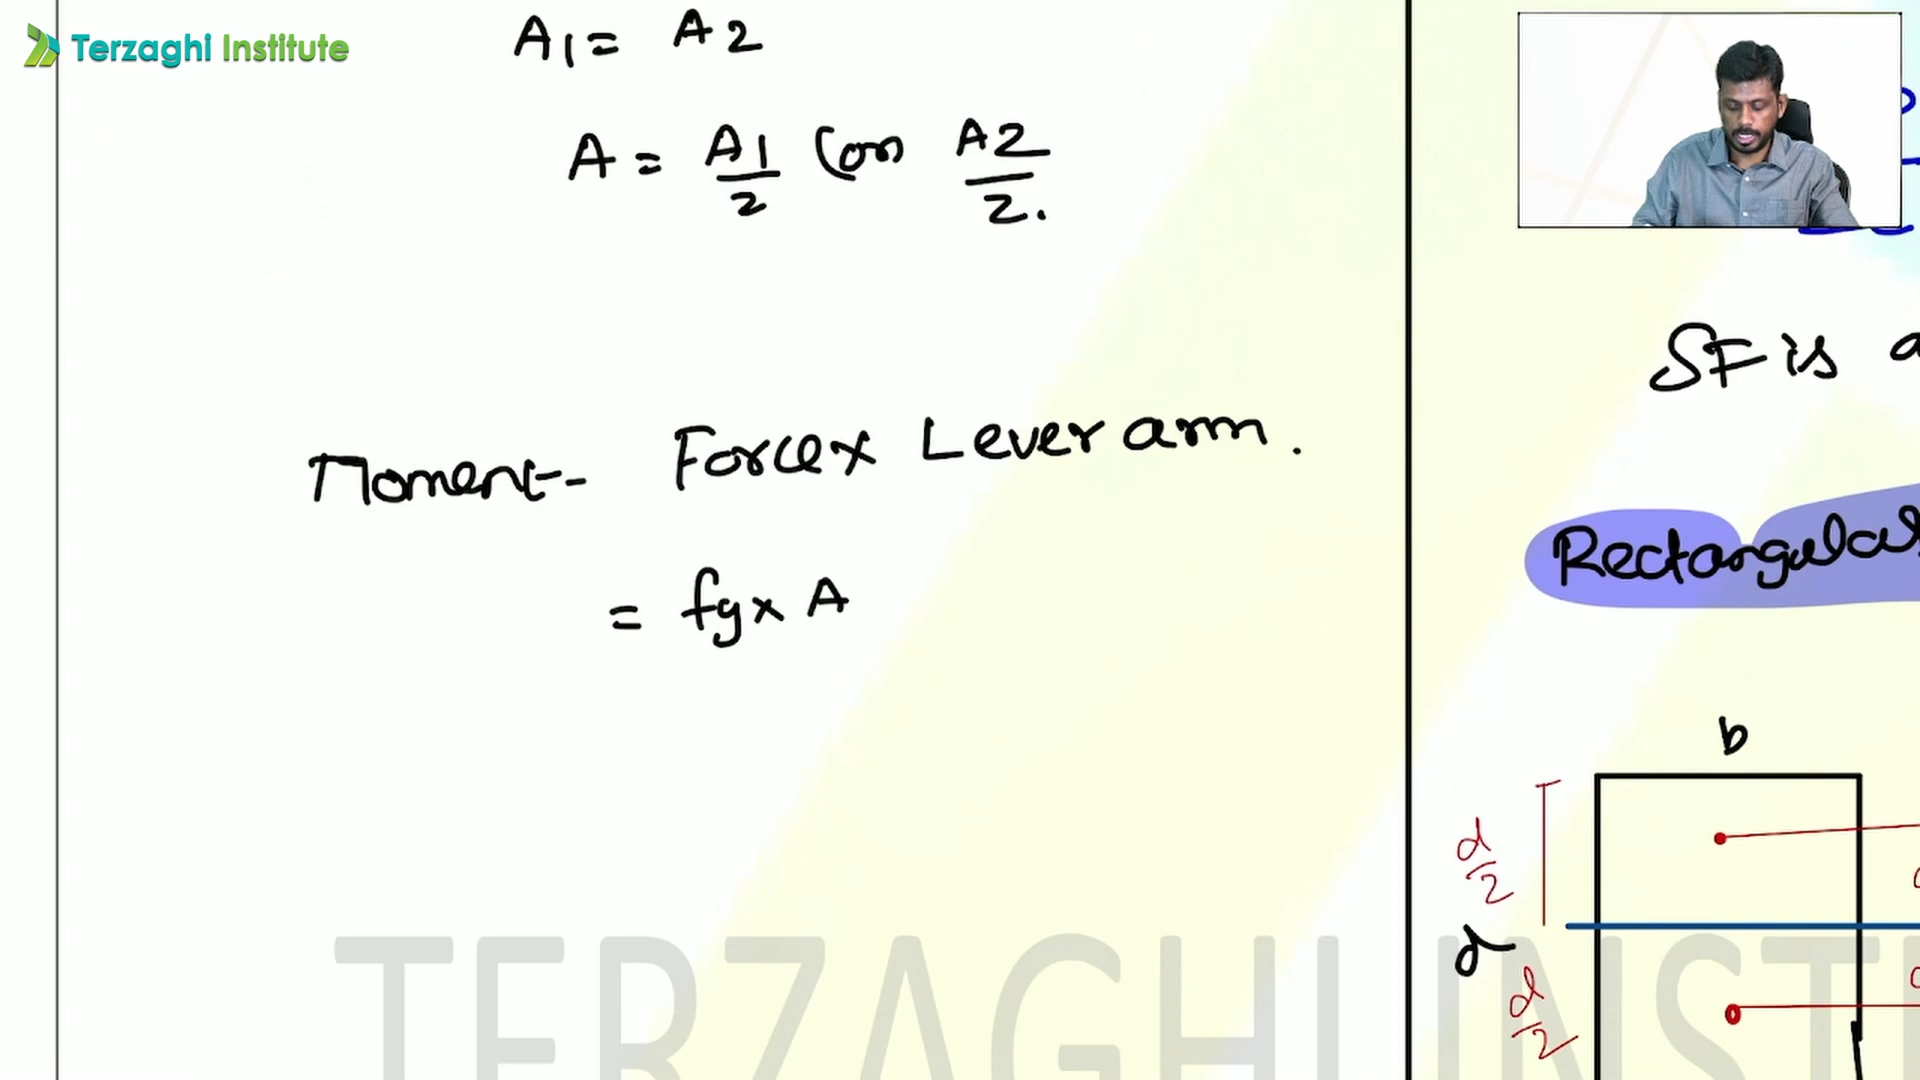 Terzaghi Institute
A1 = A2
A = A1/2 (or) A2/2.
Moment - Force x Lever arm.
= fy x A
SF is
Rectangular
b
d/2
d
d/2
TERZAGHI INSTI